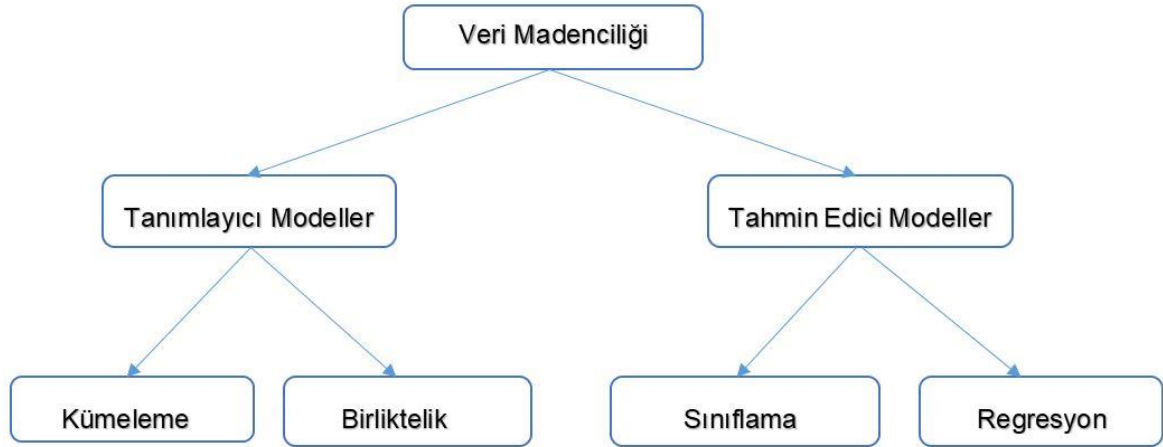 Veri Madenciliği
Tanımlayıcı Modeller
Tahmin Edici Modeller
Kümeleme
Birliktelik
Sınıflama
Regresyon